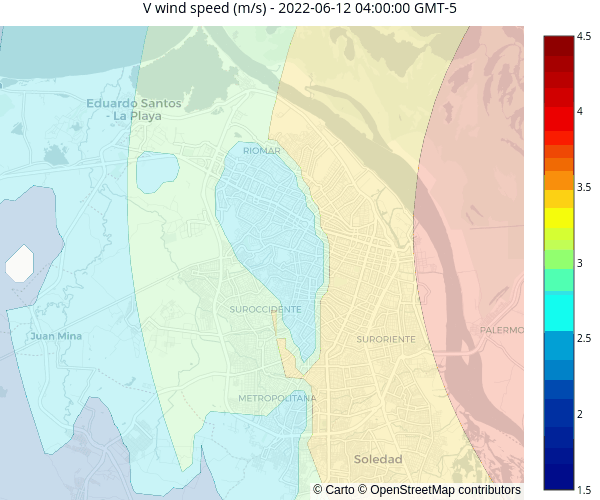 V wind speed (m/s) - 2022-06-12 04:00:00 GMT-5
4.5
4
3.5
3
2.5
2
1.5
Eduardo Santos
- La Playa
RIOMAR
SUROCCIDENTE
Juan Mina
SURORIENTE
PALERMO
METROPOLITANA
Soledad
© Carto © OpenStreetMap contributors